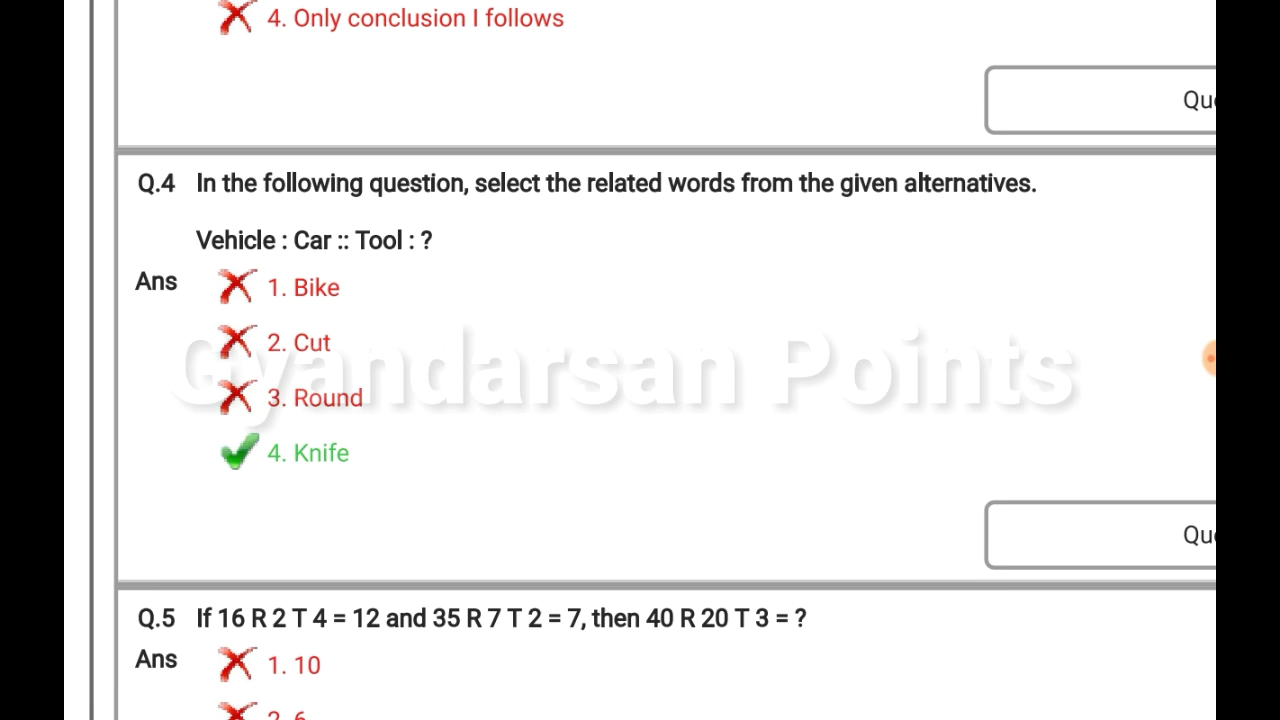 4. Only conclusion I follows
Q.4 In the following question, select the related words from the given alternatives.
Vehicle : Car :: Tool : ?
Ans 1. Bike
2. Cut
3. Round
4. Knife
Gyandarsan Points
Q.5 If 16 R 2 T 4 = 12 and 35 R 7 T 2 = 7, then 40 R 20 T 3 = ?
Ans 1. 10
2. 6